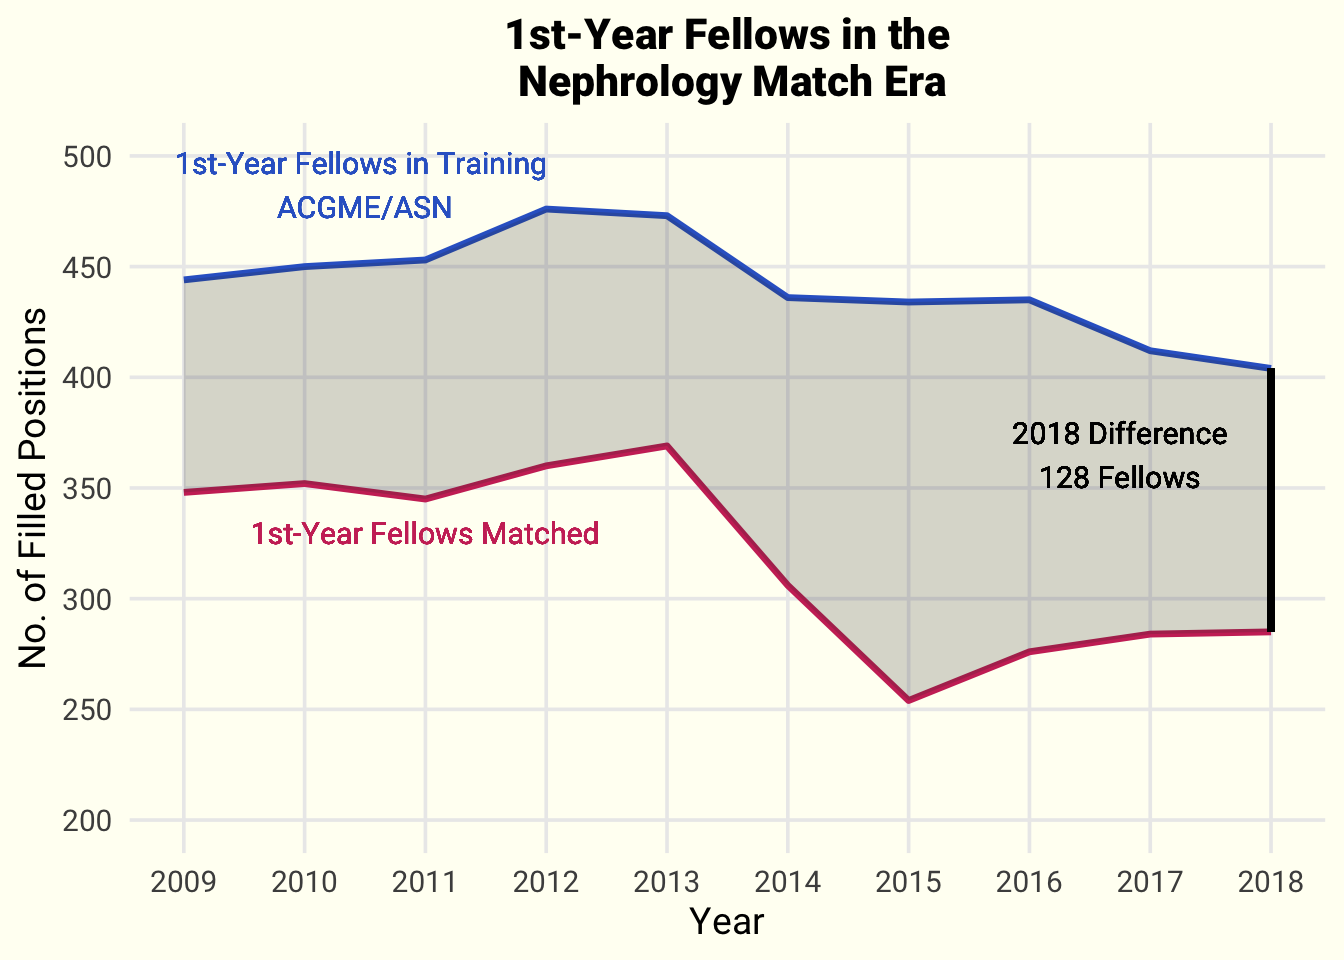 1st-Year Fellows in the
Nephrology Match Era
1st-Year Fellows in Training
ACGME/ASN
2018 Difference
128 Fellows
1st-Year Fellows Matched
No. of Filled Positions
500
450
400
350
300
250
200
2009 2010 2011 2012 2013 2014 2015 2016 2017 2018
Year